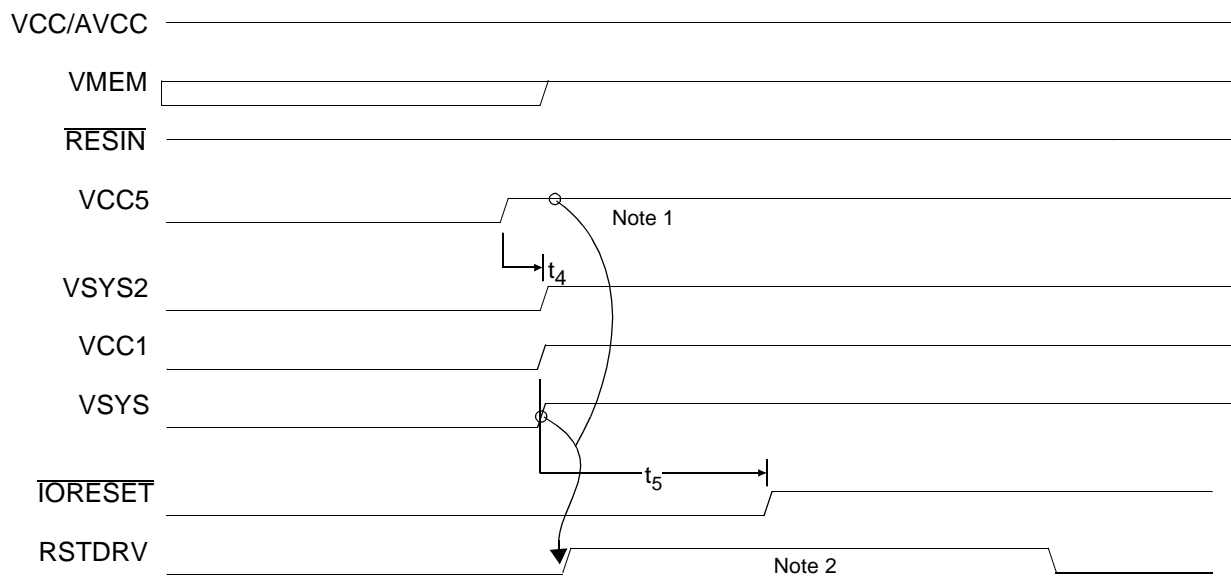 VCC/AVCC
VMEM
RESIN
VCC5
Note 1
t4
VSYS2
VCC1
VSYS
t5
IORESET
RSTDRV
Note 2